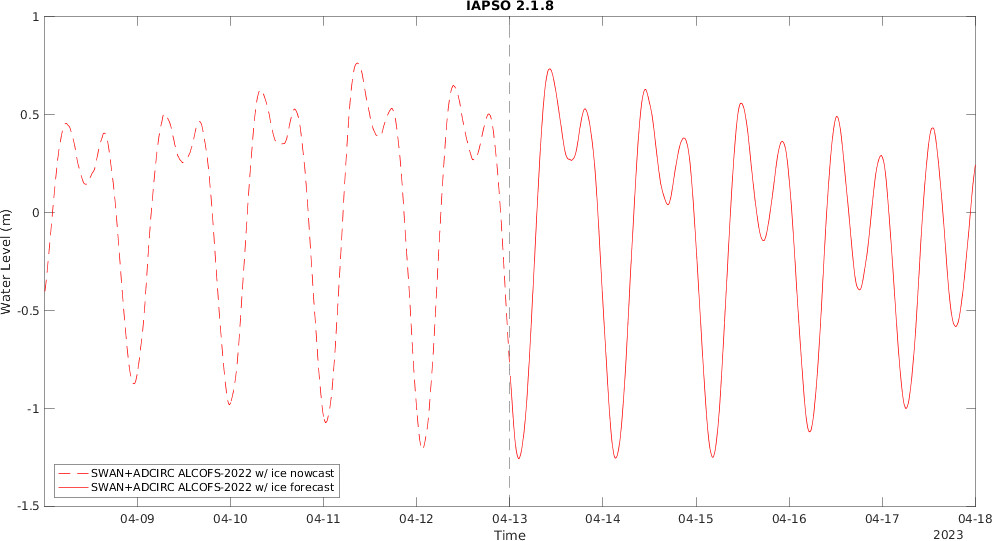 IAPSO 2.1.8
1
0.5
0
-0.5
-1
-1.5
Water Level (m)
SWAN+ADCIRC ALCOFS-2022 w/ ice nowcast
SWAN+ADCIRC ALCOFS-2022 w/ ice forecast
04-09 04-10 04-11 04-12 04-13 04-14 04-15 04-16 04-17 04-18
Time
2023